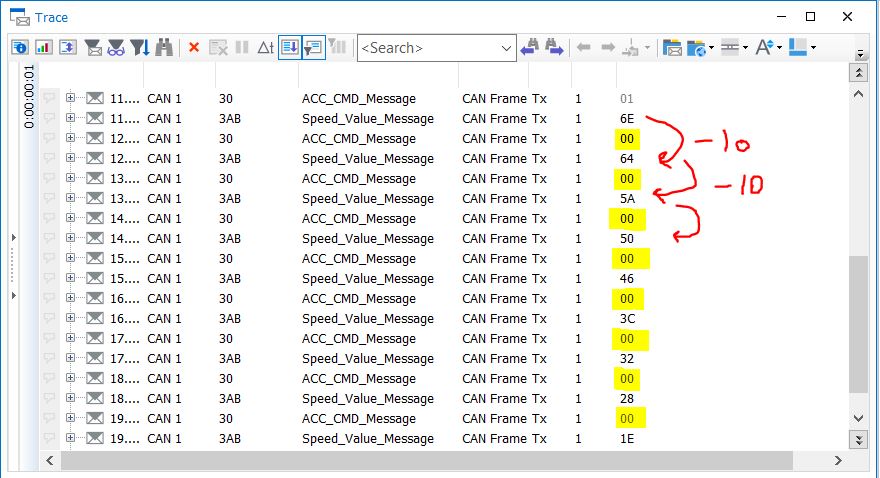 Trace
Δt <Search> A
0:00:00:01
11.... CAN 1 30 ACC_CMD_Message CAN Frame Tx 1 01
11.... CAN 1 3AB Speed_Value_Message CAN Frame Tx 1 6E
12.... CAN 1 30 ACC_CMD_Message CAN Frame Tx 1 00
12.... CAN 1 3AB Speed_Value_Message CAN Frame Tx 1 64
13.... CAN 1 30 ACC_CMD_Message CAN Frame Tx 1 00
13.... CAN 1 3AB Speed_Value_Message CAN Frame Tx 1 5A
14.... CAN 1 30 ACC_CMD_Message CAN Frame Tx 1 00
14.... CAN 1 3AB Speed_Value_Message CAN Frame Tx 1 50
15.... CAN 1 30 ACC_CMD_Message CAN Frame Tx 1 00
15.... CAN 1 3AB Speed_Value_Message CAN Frame Tx 1 46
16.... CAN 1 30 ACC_CMD_Message CAN Frame Tx 1 00
16.... CAN 1 3AB Speed_Value_Message CAN Frame Tx 1 3C
17.... CAN 1 30 ACC_CMD_Message CAN Frame Tx 1 00
17.... CAN 1 3AB Speed_Value_Message CAN Frame Tx 1 32
18.... CAN 1 30 ACC_CMD_Message CAN Frame Tx 1 00
18.... CAN 1 3AB Speed_Value_Message CAN Frame Tx 1 28
19.... CAN 1 30 ACC_CMD_Message CAN Frame Tx 1 00
19.... CAN 1 3AB Speed_Value_Message CAN Frame Tx 1 1E
-10
-10